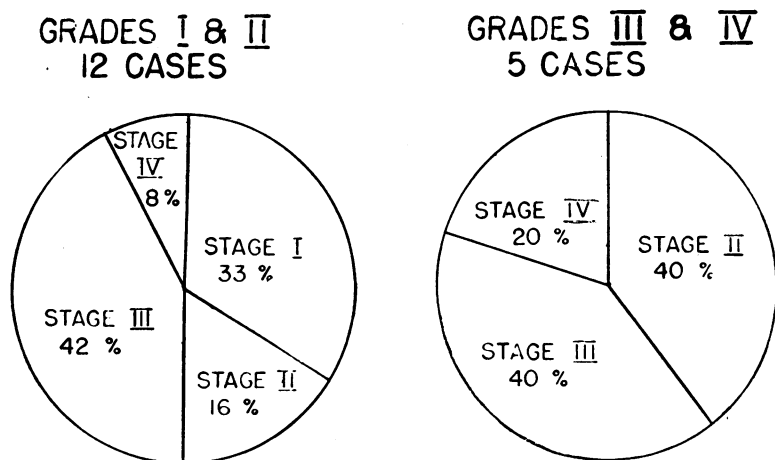 GRADES I & II
12 CASES
STAGE
IV
8%
STAGE I
33 %
STAGE II
16 %
STAGE III
42 %
GRADES III & IV
5 CASES
STAGE IV
20 %
STAGE II
40 %
STAGE III
40 %